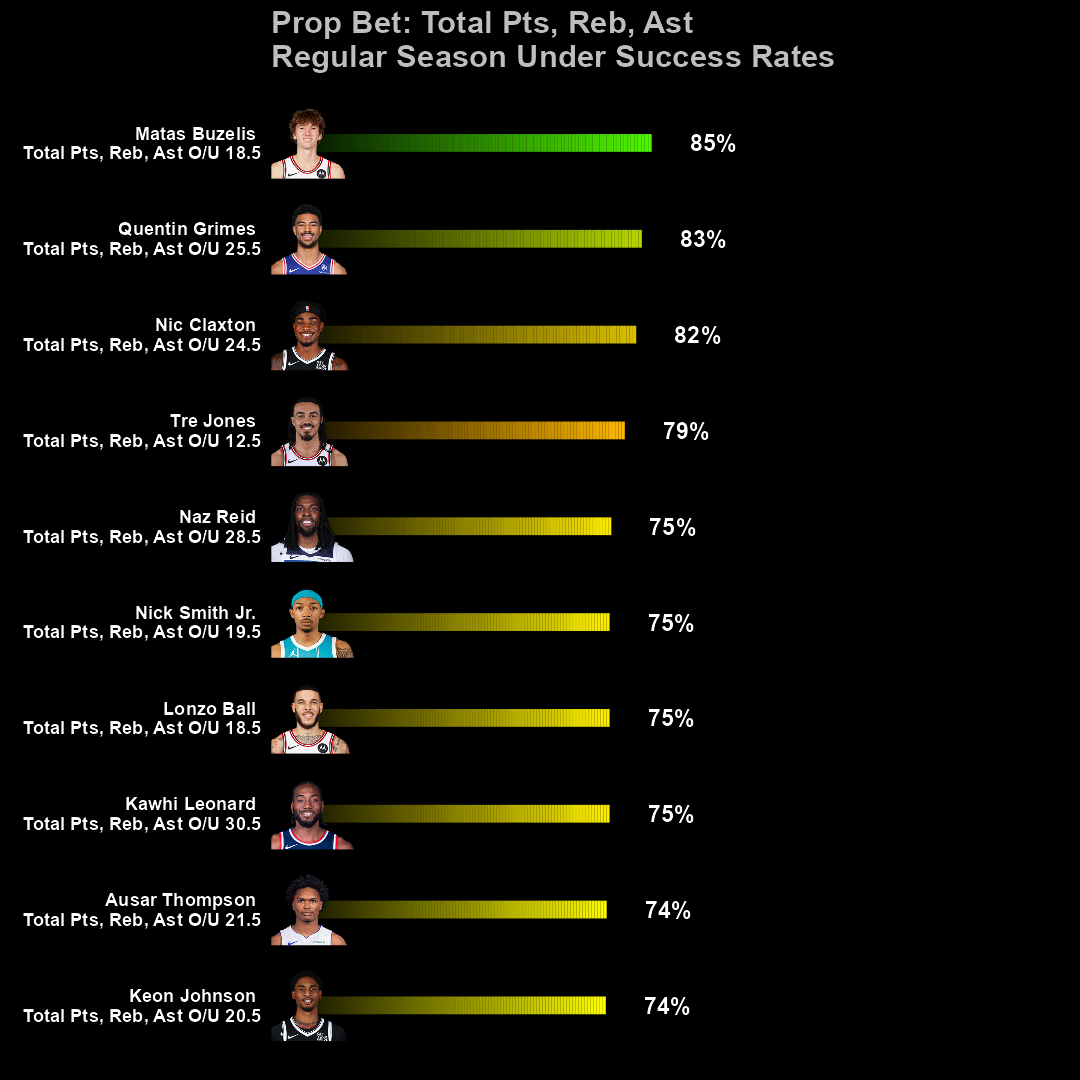 Prop Bet: Total Pts, Reb, Ast
Regular Season Under Success Rates
Matas Buzelis
Total Pts, Reb, Ast O/U 18.5
85%
Quentin Grimes
Total Pts, Reb, Ast O/U 25.5
83%
Nic Claxton
Total Pts, Reb, Ast O/U 24.5
82%
Tre Jones
Total Pts, Reb, Ast O/U 12.5
79%
Naz Reid
Total Pts, Reb, Ast O/U 28.5
75%
Nick Smith Jr.
Total Pts, Reb, Ast O/U 19.5
75%
Lonzo Ball
Total Pts, Reb, Ast O/U 18.5
75%
Kawhi Leonard
Total Pts, Reb, Ast O/U 30.5
75%
Ausar Thompson
Total Pts, Reb, Ast O/U 21.5
74%
Keon Johnson
Total Pts, Reb, Ast O/U 20.5
74%